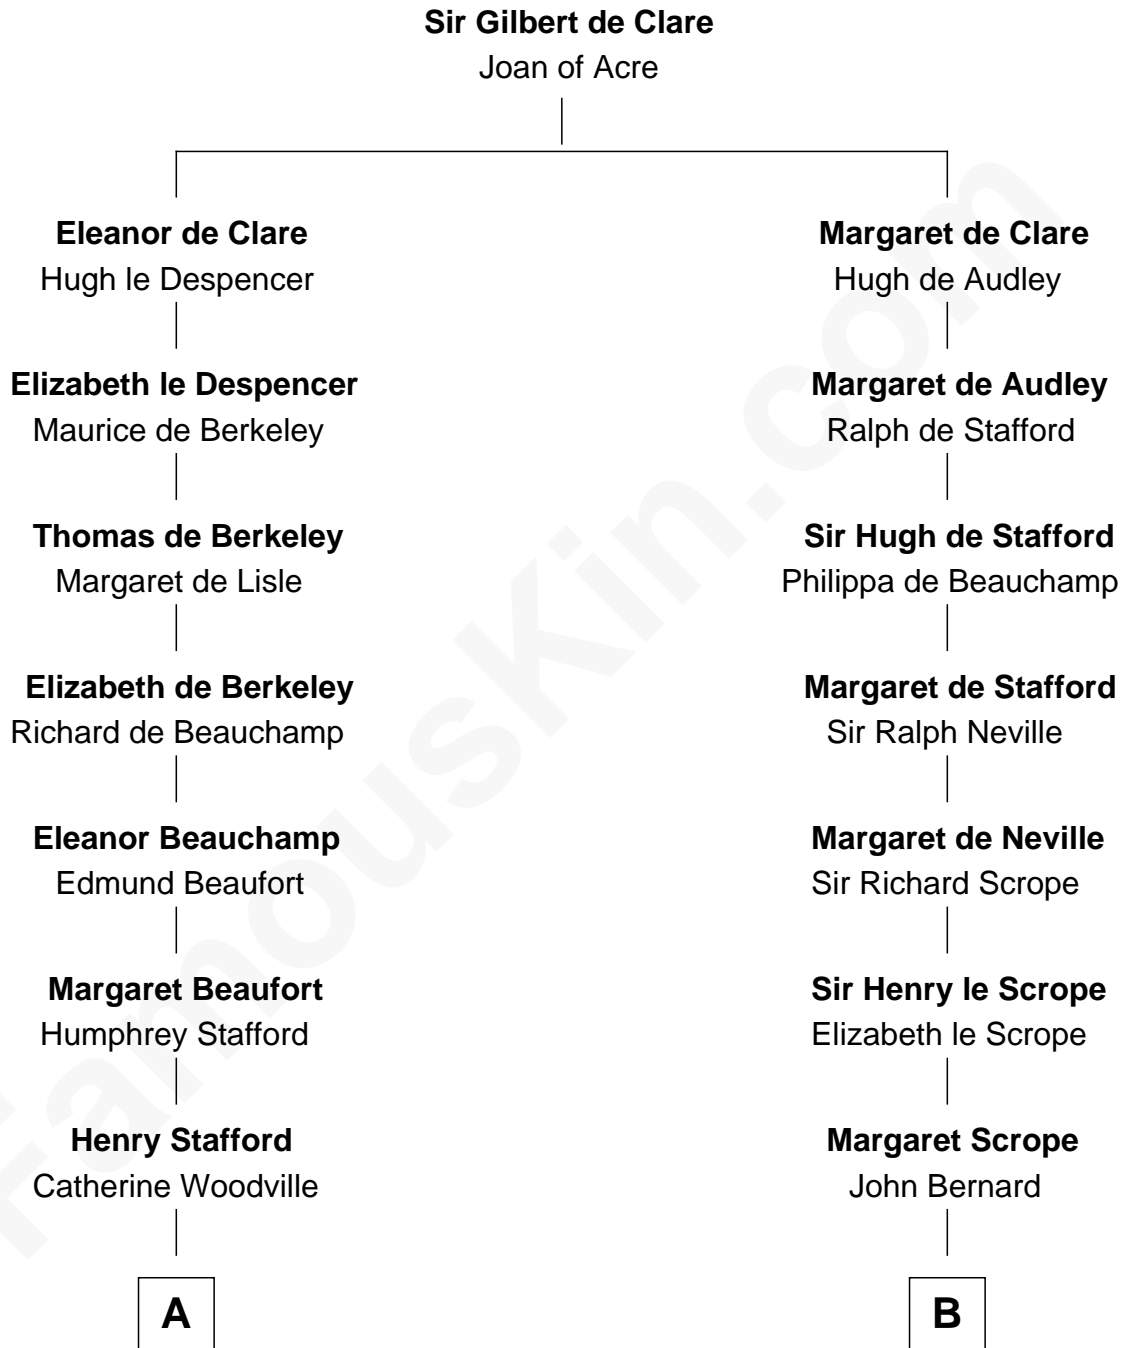 Sir Gilbert de Clare
Joan of Acre
Eleanor de Clare
Hugh le Despencer
Margaret de Clare
Hugh de Audley
Elizabeth le Despencer
Maurice de Berkeley
Margaret de Audley
Ralph de Stafford
Thomas de Berkeley
Margaret de Lisle
Sir Hugh de Stafford
Philippa de Beauchamp
Elizabeth de Berkeley
Richard de Beauchamp
Margaret de Stafford
Sir Ralph Neville
Eleanor Beauchamp
Edmund Beaufort
Margaret de Neville
Sir Richard Scrope
Margaret Beaufort
Humphrey Stafford
Sir Henry le Scrope
Elizabeth le Scrope
Henry Stafford
Catherine Woodville
Margaret Scrope
John Bernard
A
B
FamousKin.com